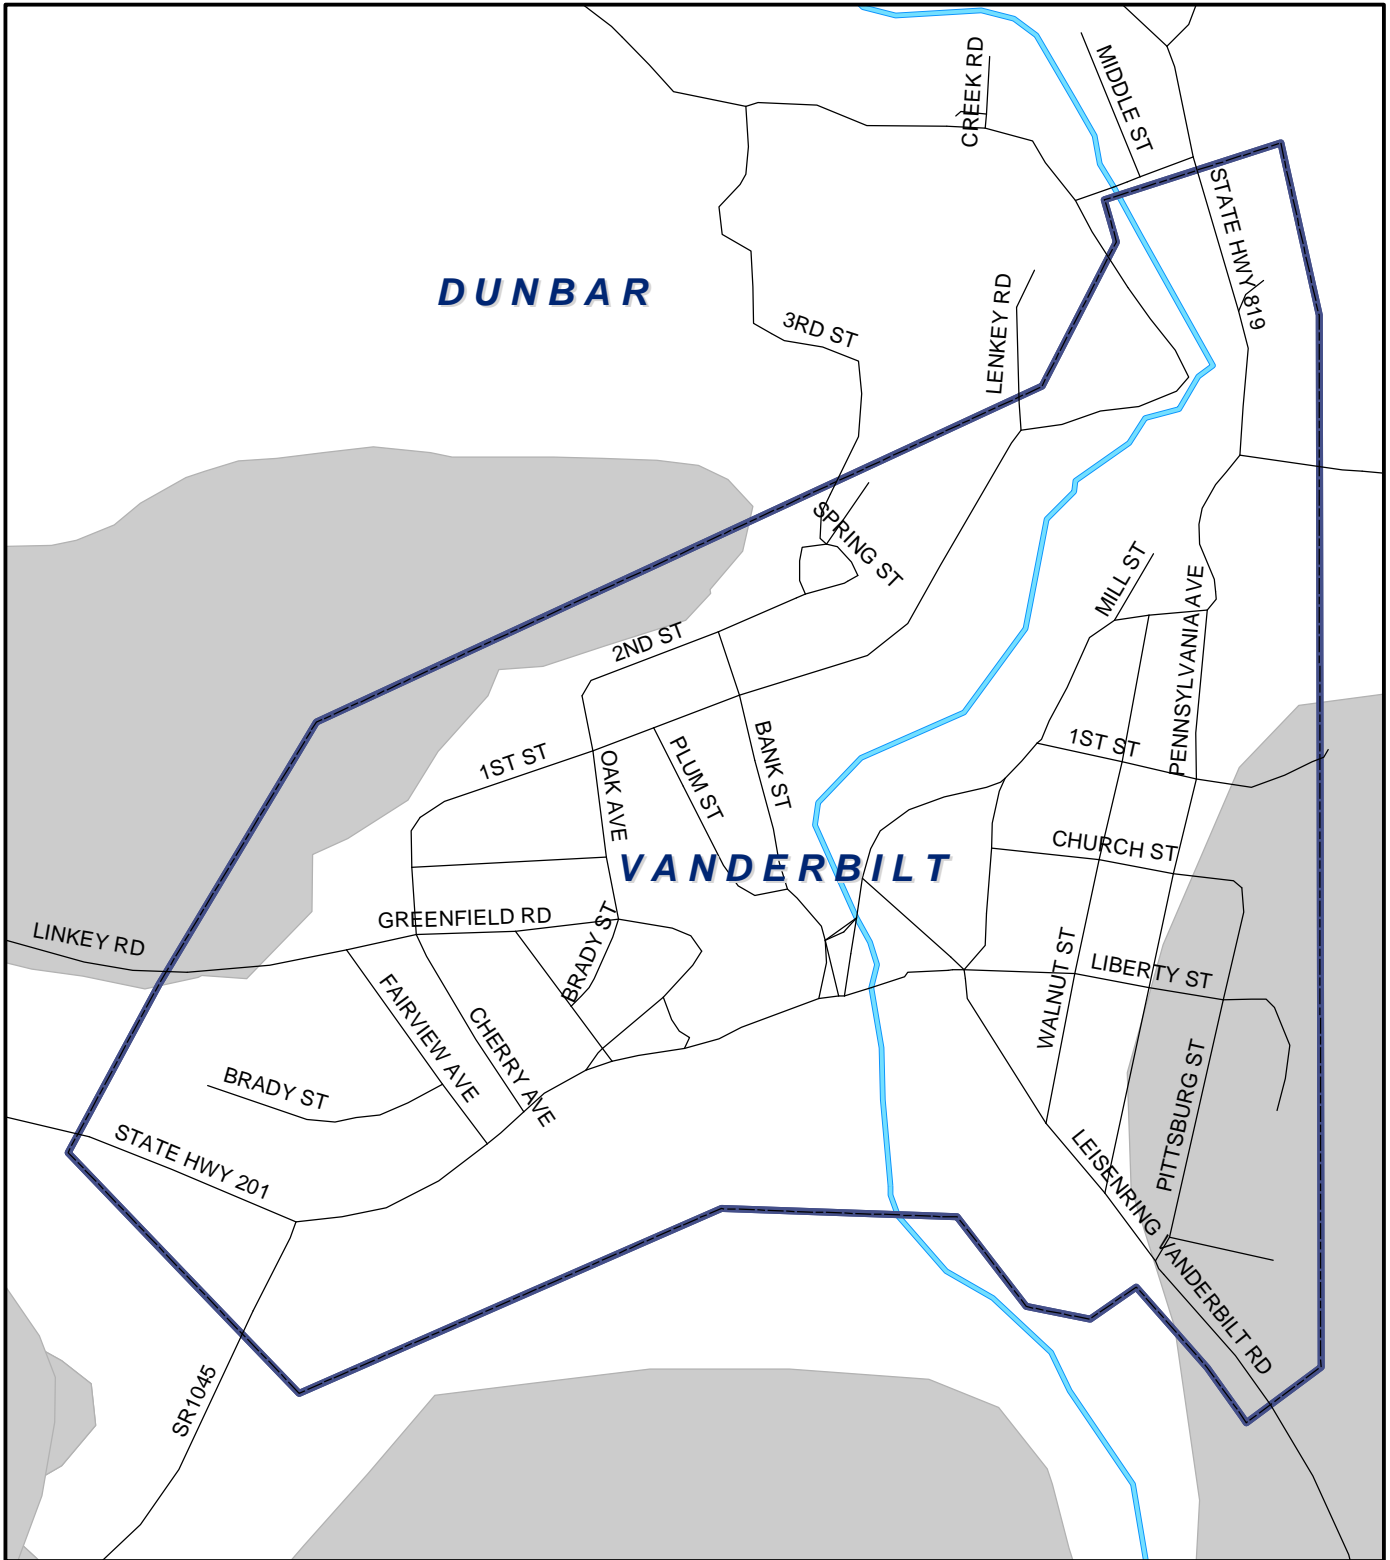 CREEK RD
MIDDLE ST
STATE HWY 819
DUNBAR
3RD ST
LENKEY RD
SPRING ST
MILL ST
2ND ST
PENNSYLVANIA AVE
1ST ST
1ST ST
OAK AVE
PLUM ST
BANK ST
VANDERBILT
CHURCH ST
GREENFIELD RD
LINKEY RD
BRADY ST
WALNUT ST
LIBERTY ST
FAIRVIEW AVE
CHERRY AVE
BRADY ST
PITTSBURG ST
STATE HWY 201
LEISENRING VANDERBILT RD
SR1045